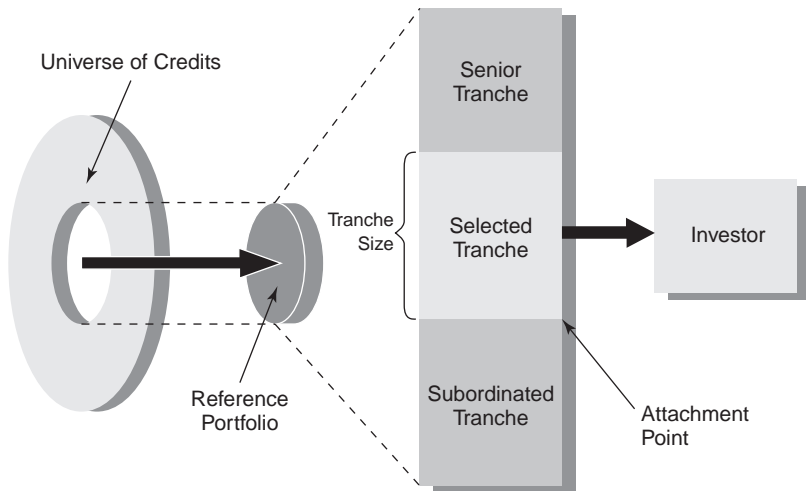 Universe of Credits
Senior
Tranche
Tranche
Size
Selected
Tranche
Investor
Reference
Portfolio
Subordinated
Tranche
Attachment
Point